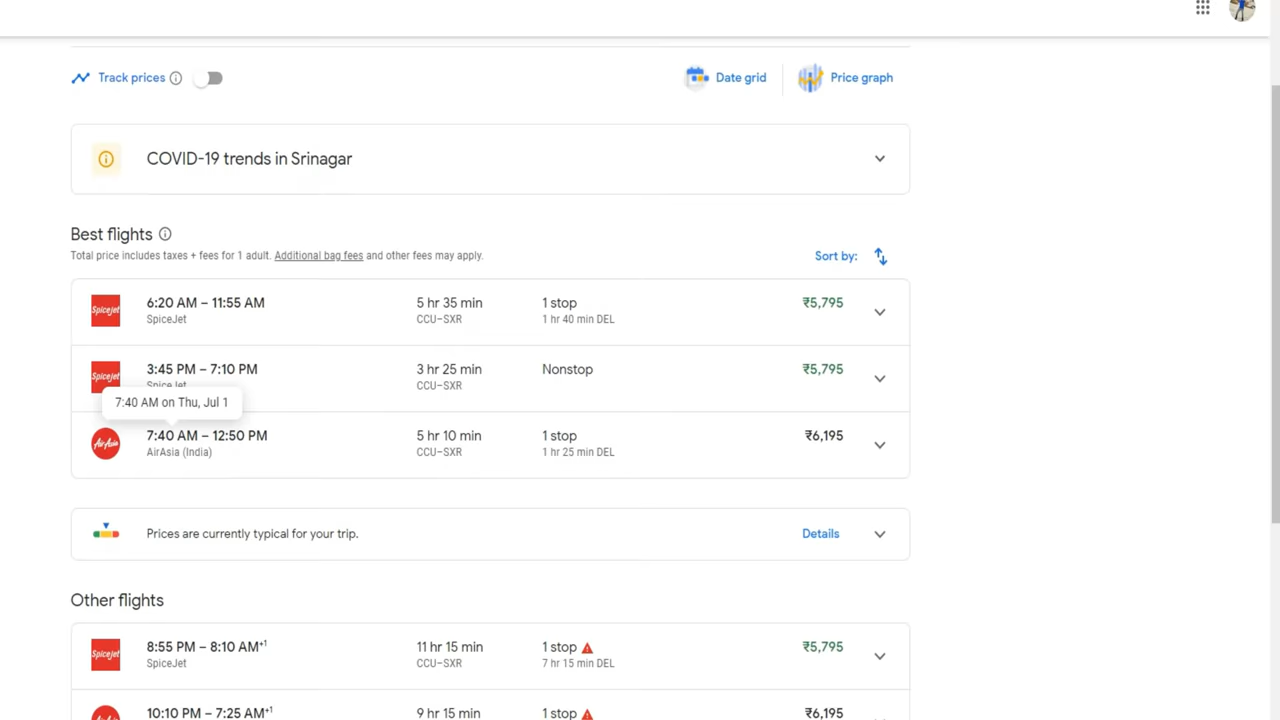 Track prices
Date grid
Price graph
COVID-19 trends in Srinagar
Best flights
Total price includes taxes + fees for 1 adult. Additional bag fees and other fees may apply.
Sort by:
SpiceJet 6:20 AM – 11:55 AM 5 hr 35 min 1 stop ₹5,795
SpiceJet CCU–SXR 1 hr 40 min DEL
SpiceJet 3:45 PM – 7:10 PM 3 hr 25 min Nonstop ₹5,795
SpiceJet CCU–SXR
7:40 AM on Thu, Jul 1
AirAsia 7:40 AM – 12:50 PM 5 hr 10 min 1 stop ₹6,195
AirAsia (India) CCU–SXR 1 hr 25 min DEL
Prices are currently typical for your trip. Details
Other flights
SpiceJet 8:55 PM – 8:10 AM+1 11 hr 15 min 1 stop ₹5,795
SpiceJet CCU–SXR 7 hr 15 min DEL
AirAsia 10:10 PM – 7:25 AM+1 9 hr 15 min 1 stop ₹6,195